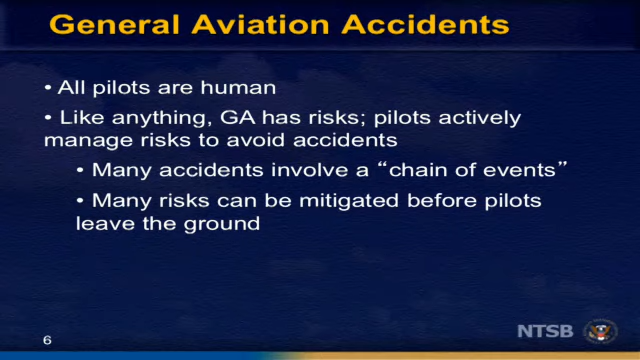 General Aviation Accidents
• All pilots are human
• Like anything, GA has risks; pilots actively
manage risks to avoid accidents
• Many accidents involve a “chain of events”
• Many risks can be mitigated before pilots
leave the ground
NTSB
6